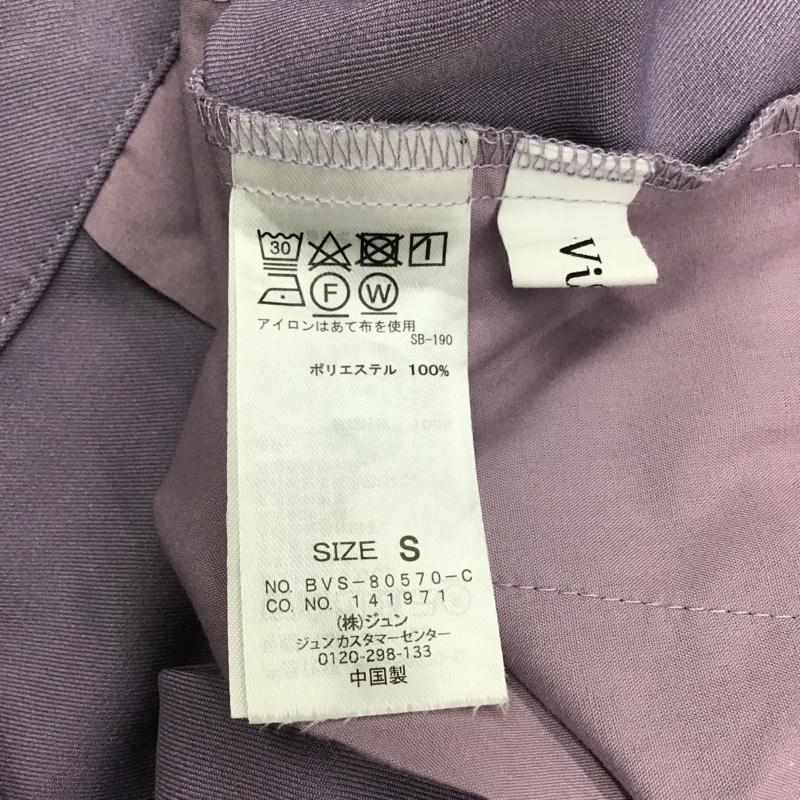 30
F W
アイロンはあて布を使用
SB-190
ポリエステル 100%
SIZE S
NO. BVS-80570-C
CO. NO. 141971
(株)ジュン
ジュンカスタマーセンター
0120-298-133
中国製
Vi